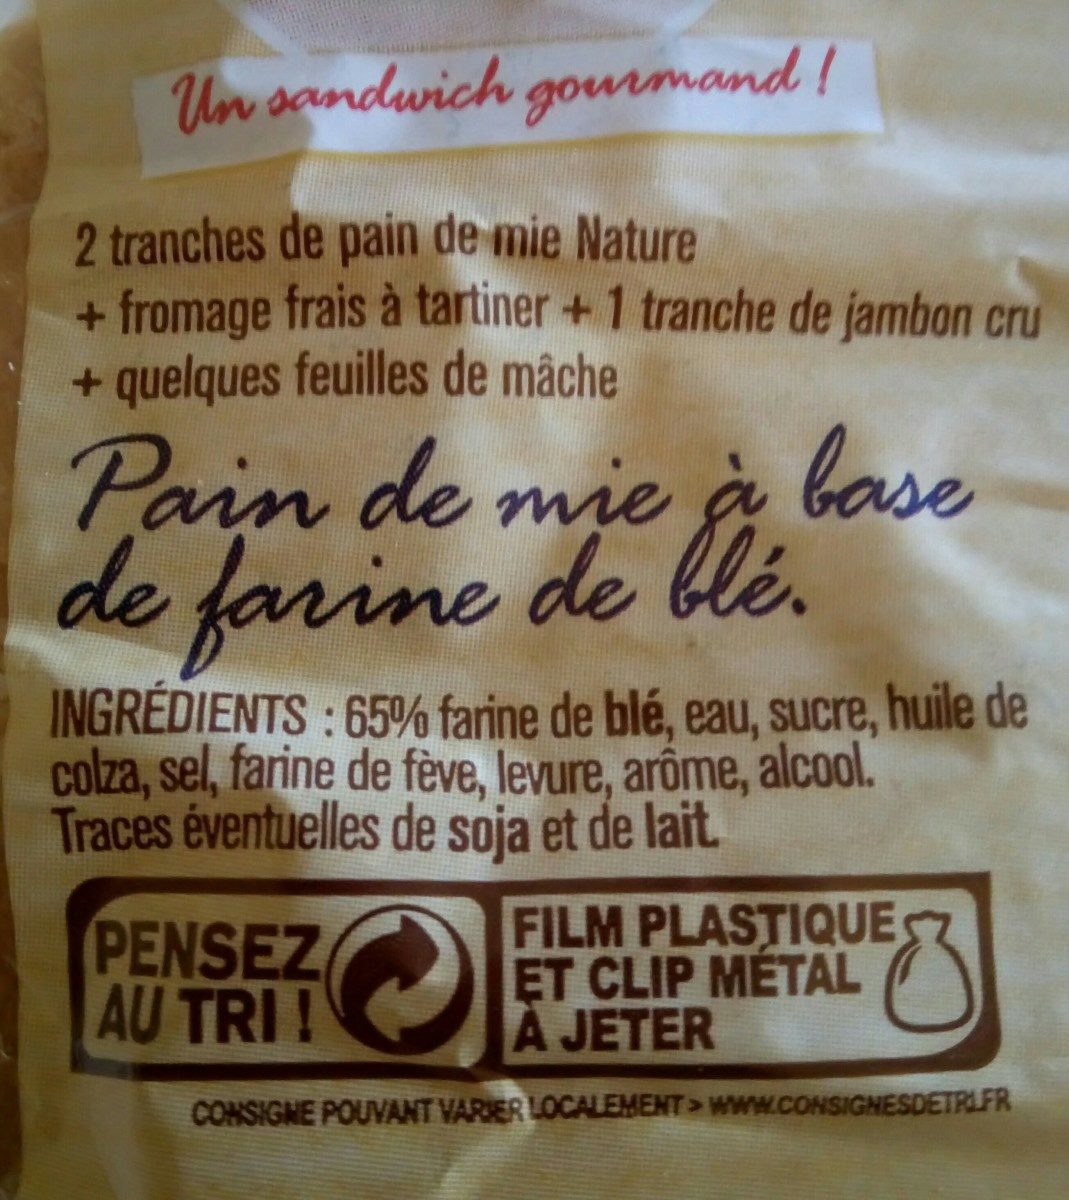 Un sandwich gourmand !
2 tranches de pain de mie Nature
+ fromage frais à tartiner + 1 tranche de jambon cru
+ quelques feuilles de mâche
Pain de mie à base
de farine de blé.
INGRÉDIENTS : 65% farine de blé, eau, sucre, huile de
colza, sel, farine de fève, levure, arôme, alcool.
Traces éventuelles de soja et de lait.
PENSEZ
AU TRI !
FILM PLASTIQUE
ET CLIP MÉTAL
À JETER
CONSIGNE POUVANT VARIER LOCALEMENT > WWW.CONSIGNESDETRI.FR